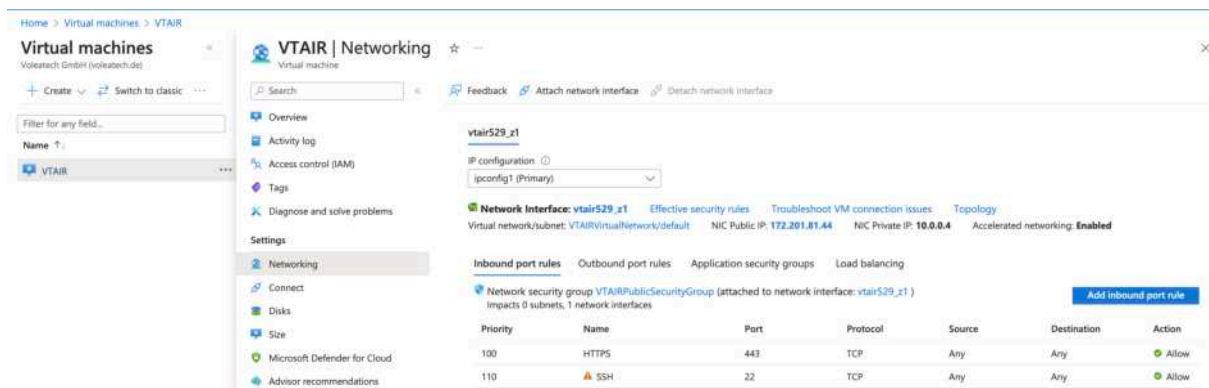 Home > Virtual machines > VTAIR
Virtual machines
Voleatech GmbH (voleatech.de)
Create
Switch to classic
Filter for any field...
Name
VTAIR
VTAIR | Networking
Virtual machine
Search
Overview
Activity log
Access control (IAM)
Tags
Diagnose and solve problems
Settings
Networking
Connect
Disks
Size
Microsoft Defender for Cloud
Advisor recommendations
Feedback Attach network interface Detach network interface
vtair529_z1
IP configuration
ipconfig1 (Primary)
Network Interface: vtair529_z1 Effective security rules Troubleshoot VM connection issues Topology
Virtual network/subnet: VTAIRVirtualNetwork/default NIC Public IP: 172.201.81.44 NIC Private IP: 10.0.0.4 Accelerated networking: Enabled
Inbound port rules Outbound port rules Application security groups Load balancing
Network security group VTAIRPublicSecurityGroup (attached to network interface: vtair529_z1 )
Impacts 0 subnets, 1 network interfaces
Add inbound port rule
Priority Name Port Protocol Source Destination Action
100 HTTPS 443 TCP Any Any Allow
110 SSH 22 TCP Any Any Allow